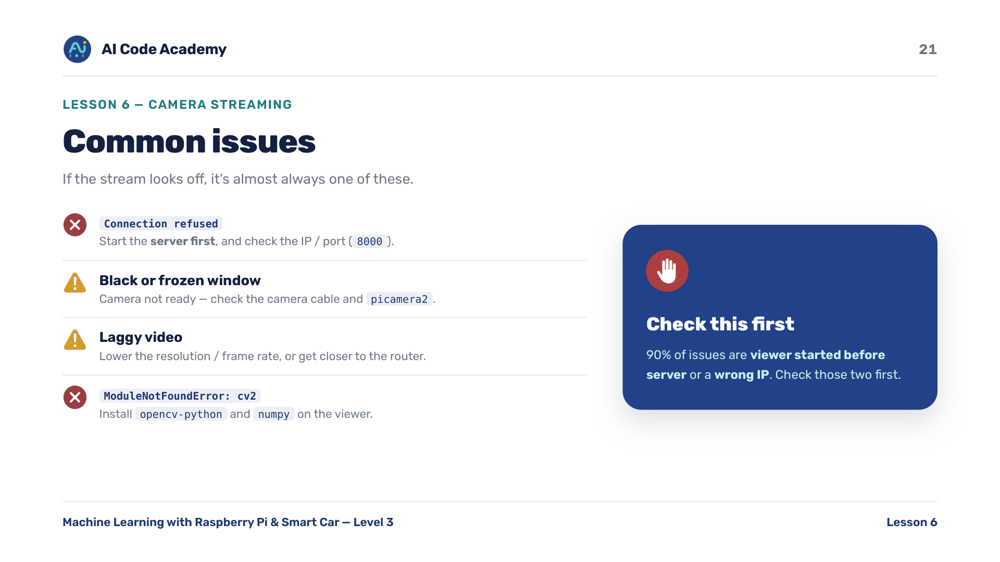 AI Code Academy
21
LESSON 6 — CAMERA STREAMING
Common issues
If the stream looks off, it's almost always one of these.
Connection refused
Start the server first, and check the IP / port ( 8000 ).
Black or frozen window
Camera not ready — check the camera cable and picamera2 .
Laggy video
Lower the resolution / frame rate, or get closer to the router.
ModuleNotFoundError: cv2
Install opencv-python and numpy on the viewer.
Check this first
90% of issues are viewer started before
server or a wrong IP. Check those two first.
Machine Learning with Raspberry Pi & Smart Car — Level 3
Lesson 6